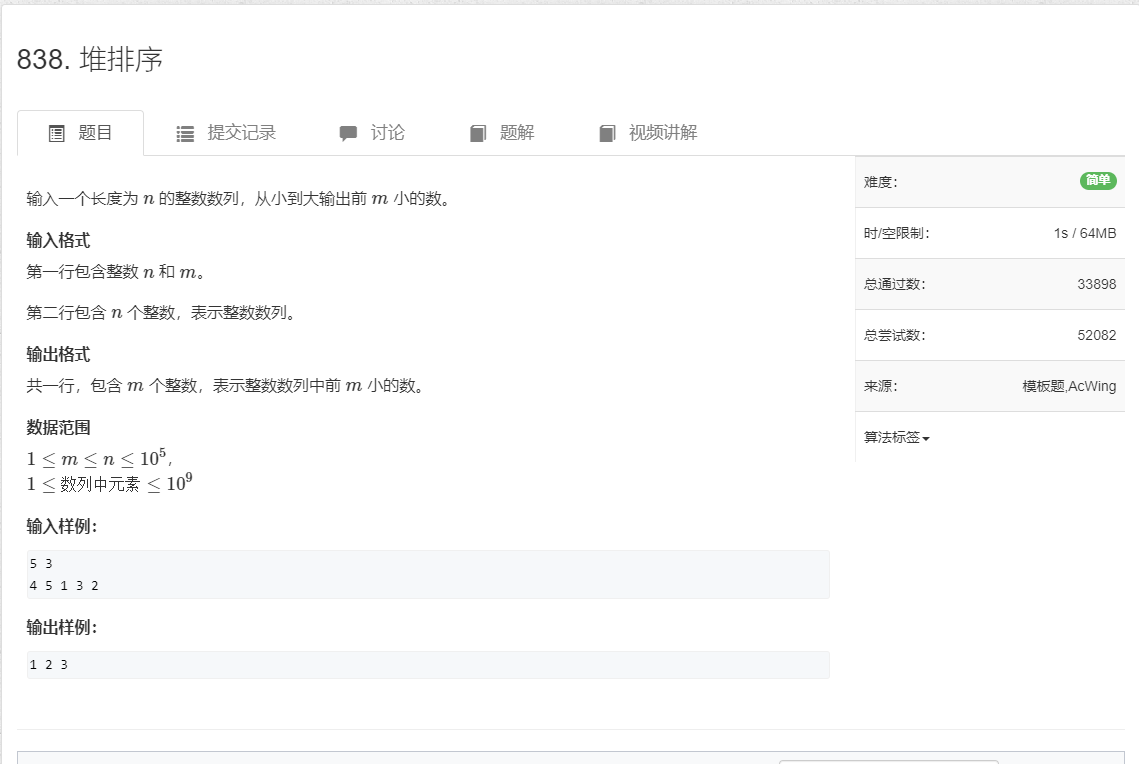 838. 堆排序
题目 提交记录 讨论 题解 视频讲解
输入一个长度为 n 的整数数列，从小到大输出前 m 小的数。
输入格式
第一行包含整数 n 和 m。
第二行包含 n 个整数，表示整数数列。
输出格式
共一行，包含 m 个整数，表示整数数列中前 m 小的数。
数据范围
1 ≤ m ≤ n ≤ 10^5,
1 ≤ 数列中元素 ≤ 10^9
输入样例：
5 3
4 5 1 3 2
输出样例：
1 2 3
难度： 简单
时/空限制： 1s / 64MB
总通过数： 33898
总尝试数： 52082
来源： 模板题,AcWing
算法标签